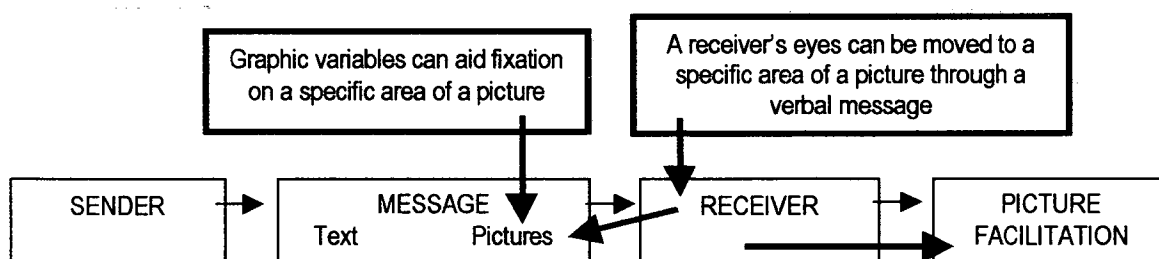 Graphic variables can aid fixation
on a specific area of a picture
A receiver's eyes can be moved to a
specific area of a picture through a
verbal message
SENDER
MESSAGE
Text Pictures
RECEIVER
PICTURE
FACILITATION